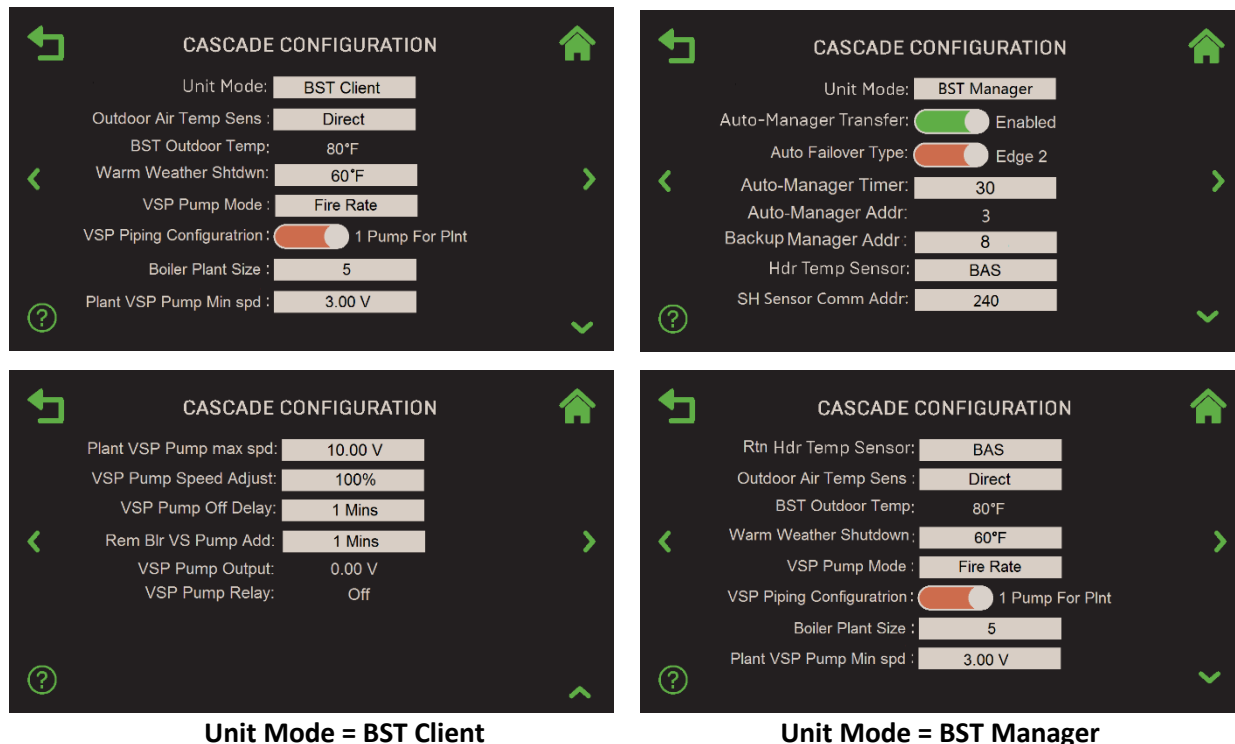 CASCADE CONFIGURATION
Unit Mode: BST Client
Outdoor Air Temp Sens : Direct
BST Outdoor Temp: 80°F
Warm Weather Shtdwn: 60°F
VSP Pump Mode : Fire Rate
VSP Piping Configuratrion : 1 Pump For Plnt
Boiler Plant Size : 5
Plant VSP Pump Min spd : 3.00 V
?
CASCADE CONFIGURATION
Unit Mode: BST Manager
Auto-Manager Transfer: Enabled
Auto Failover Type: Edge 2
Auto-Manager Timer: 30
Auto-Manager Addr: 3
Backup Manager Addr : 8
Hdr Temp Sensor: BAS
SH Sensor Comm Addr: 240
?
CASCADE CONFIGURATION
Plant VSP Pump max spd: 10.00 V
VSP Pump Speed Adjust: 100%
VSP Pump Off Delay: 1 Mins
Rem Blr VS Pump Add: 1 Mins
VSP Pump Output: 0.00 V
VSP Pump Relay: Off
?
CASCADE CONFIGURATION
Rtn Hdr Temp Sensor: BAS
Outdoor Air Temp Sens : Direct
BST Outdoor Temp: 80°F
Warm Weather Shutdown : 60°F
VSP Pump Mode : Fire Rate
VSP Piping Configuratrion : 1 Pump For Plnt
Boiler Plant Size : 5
Plant VSP Pump Min spd : 3.00 V
?
Unit Mode = BST Client
Unit Mode = BST Manager